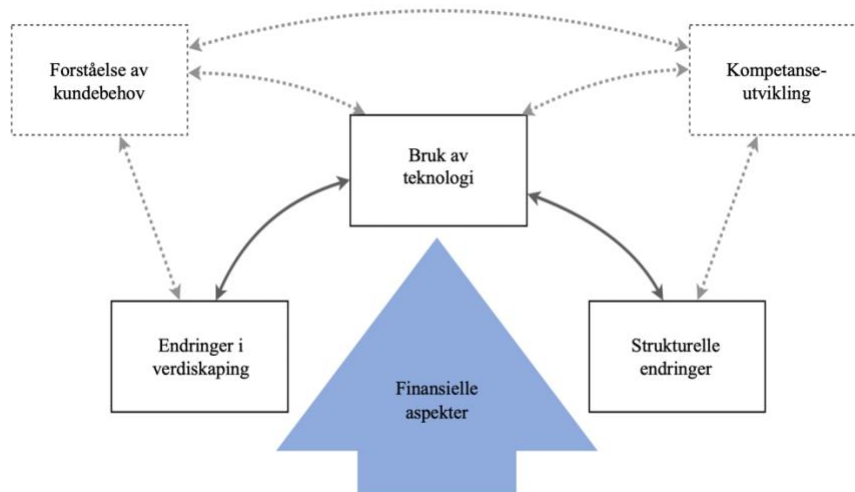 Forståelse av
kundebehov
Kompetanse-
utvikling
Bruk av
teknologi
Endringer i
verdiskaping
Strukturelle
endringer
Finansielle
aspekter